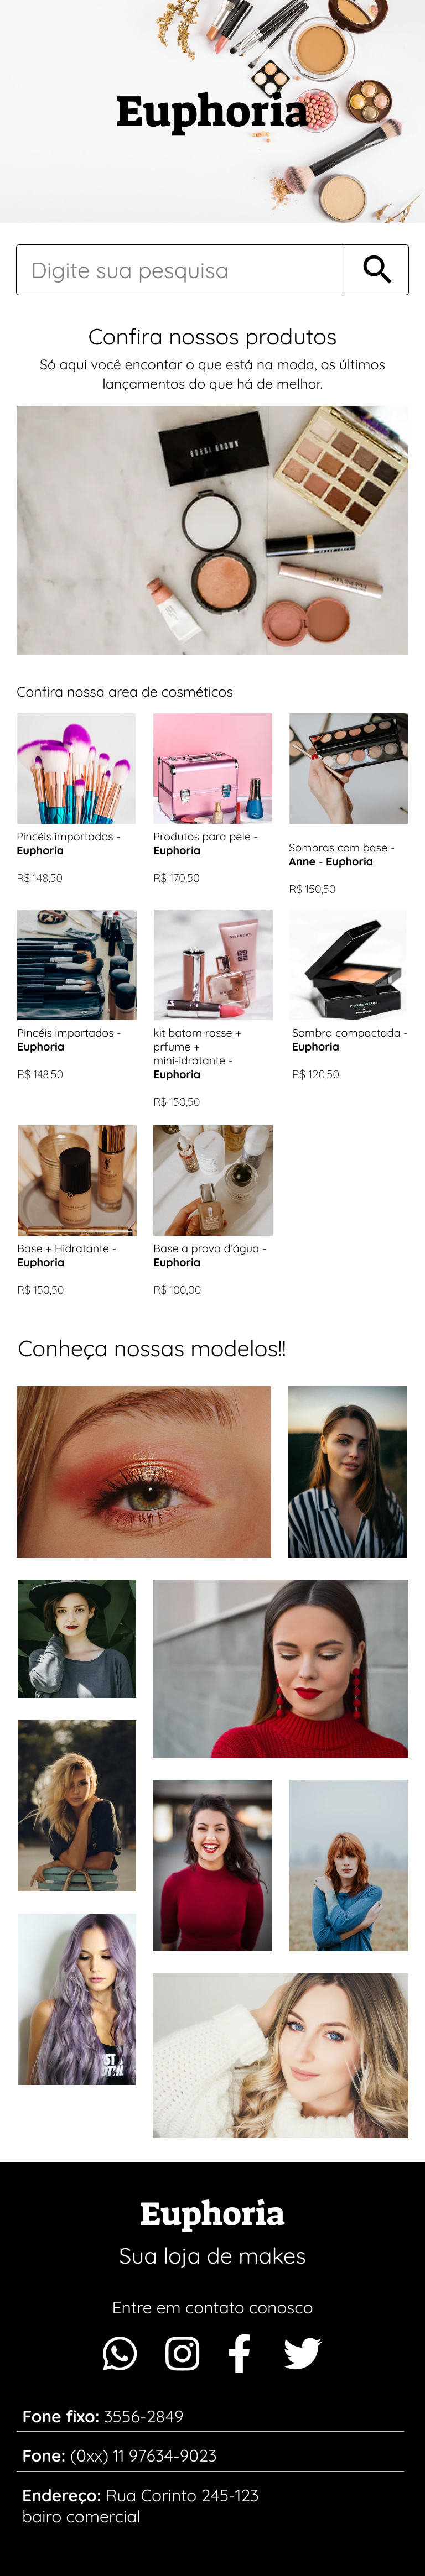 Euphoria
Digite sua pesquisa
Confira nossos produtos
Só aqui você encontar o que está na moda, os últimos
lançamentos do que há de melhor.
BOBBI BROWN
Confira nossa area de cosméticos
Pincéis importados -
Euphoria
R$ 148,50
Produtos para pele -
Euphoria
R$ 170,50
Sombras com base -
Anne - Euphoria
R$ 150,50
GIVENCHY
Pincéis importados -
Euphoria
R$ 148,50
kit batom rosse +
prfume +
mini-idratante -
Euphoria
R$ 150,50
Sombra compactada -
Euphoria
R$ 120,50
Base + Hidratante -
Euphoria
R$ 150,50
Base a prova d'água -
Euphoria
R$ 100,00
Conheça nossas modelos!!
Euphoria
Sua loja de makes
Entre em contato conosco
Fone fixo: 3556-2849
Fone: (0xx) 11 97634-9023
Endereço: Rua Corinto 245-123
bairo comercial